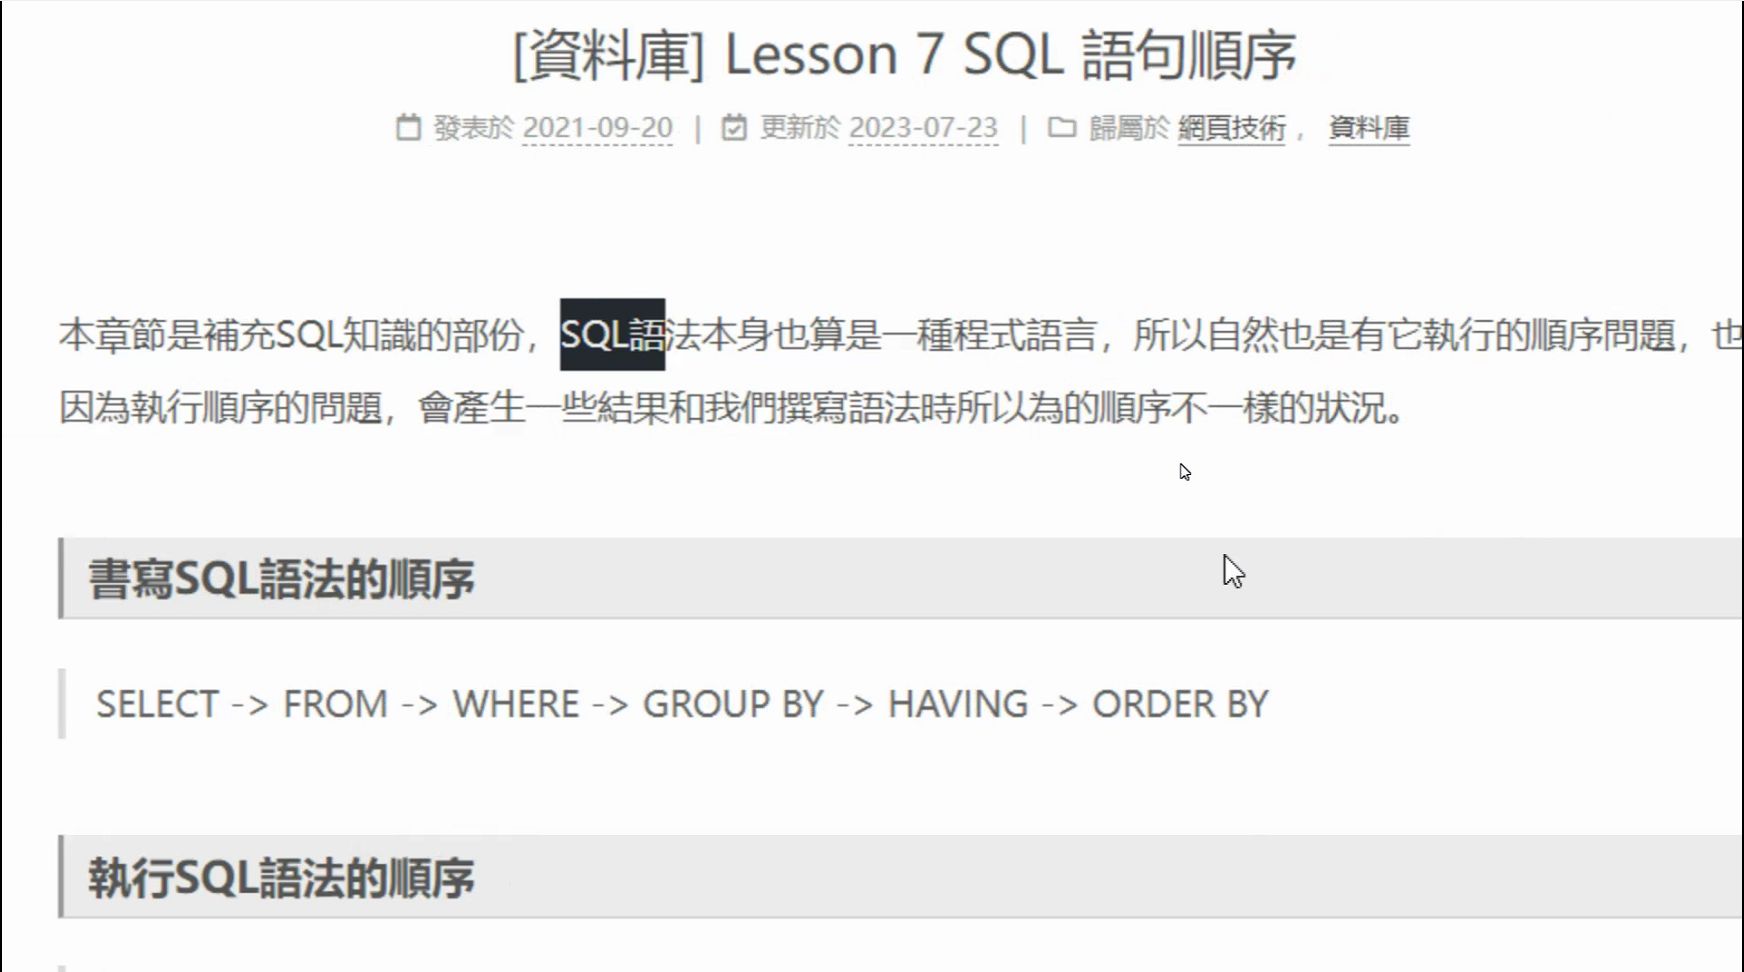 [資料庫] Lesson 7 SQL 語句順序
發表於 2021-09-20 | 更新於 2023-07-23 | 歸屬於 網頁技術， 資料庫
本章節是補充SQL知識的部份，SQL語法本身也算是一種程式語言，所以自然也是有它執行的順序問題，也
因為執行順序的問題，會產生一些結果和我們撰寫語法時所以為的順序不一樣的狀況。
書寫SQL語法的順序
SELECT -> FROM -> WHERE -> GROUP BY -> HAVING -> ORDER BY
執行SQL語法的順序